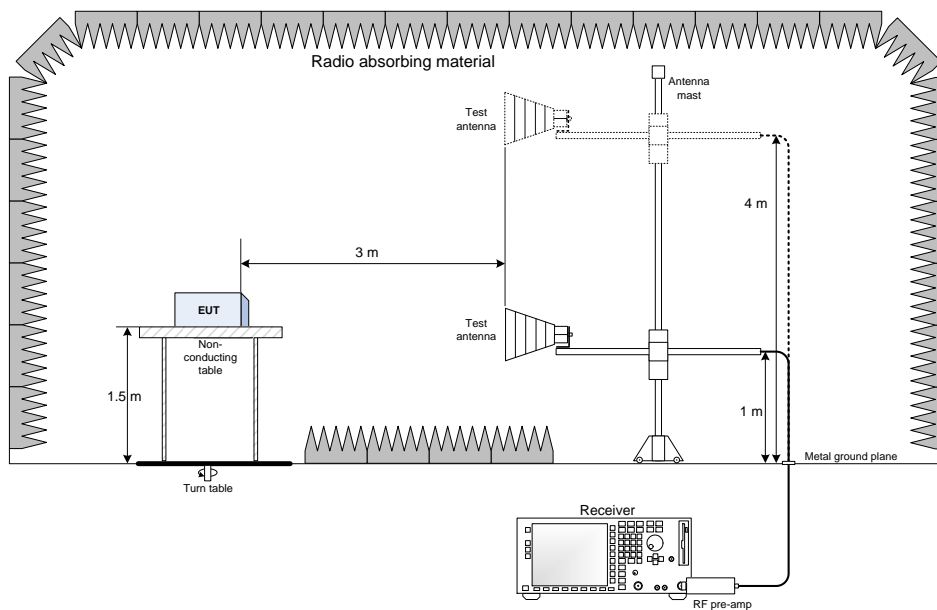 Radio absorbing material
Antenna
mast
Test
antenna
4 m
3 m
EUT
Test
antenna
Non-
conducting
table
1.5 m
1 m
Metal ground plane
Turn table
Receiver
RF pre-amp